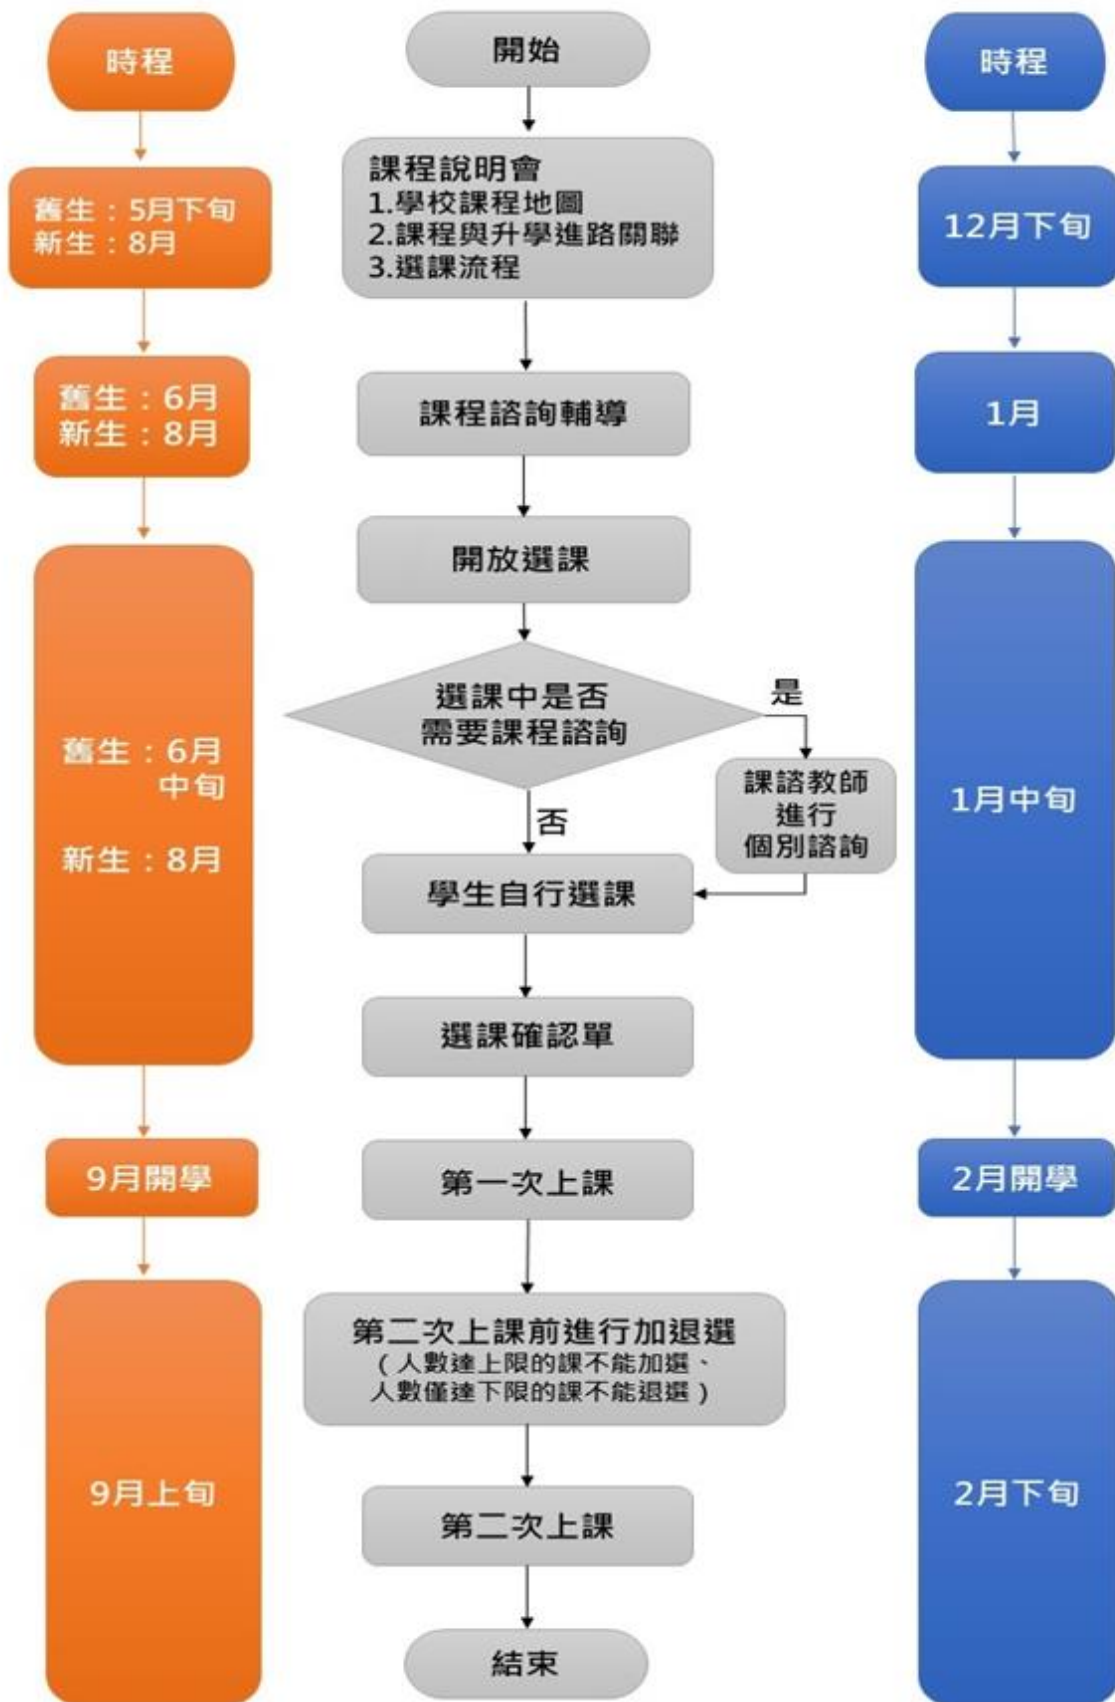 時程
開始
時程
舊生：5月下旬
新生：8月
課程說明會
1.學校課程地圖
2.課程與升學進路關聯
3.選課流程
12月下旬
舊生：6月
新生：8月
課程諮詢輔導
1月
開放選課
舊生：6月
中旬
新生：8月
選課中是否
需要課程諮詢
是
否
課諮教師
進行
個別諮詢
1月中旬
學生自行選課
選課確認單
9月開學
第一次上課
2月開學
第二次上課前進行加退選
（人數達上限的課不能加選、
人數僅達下限的課不能退選）
9月上旬
第二次上課
2月下旬
結束